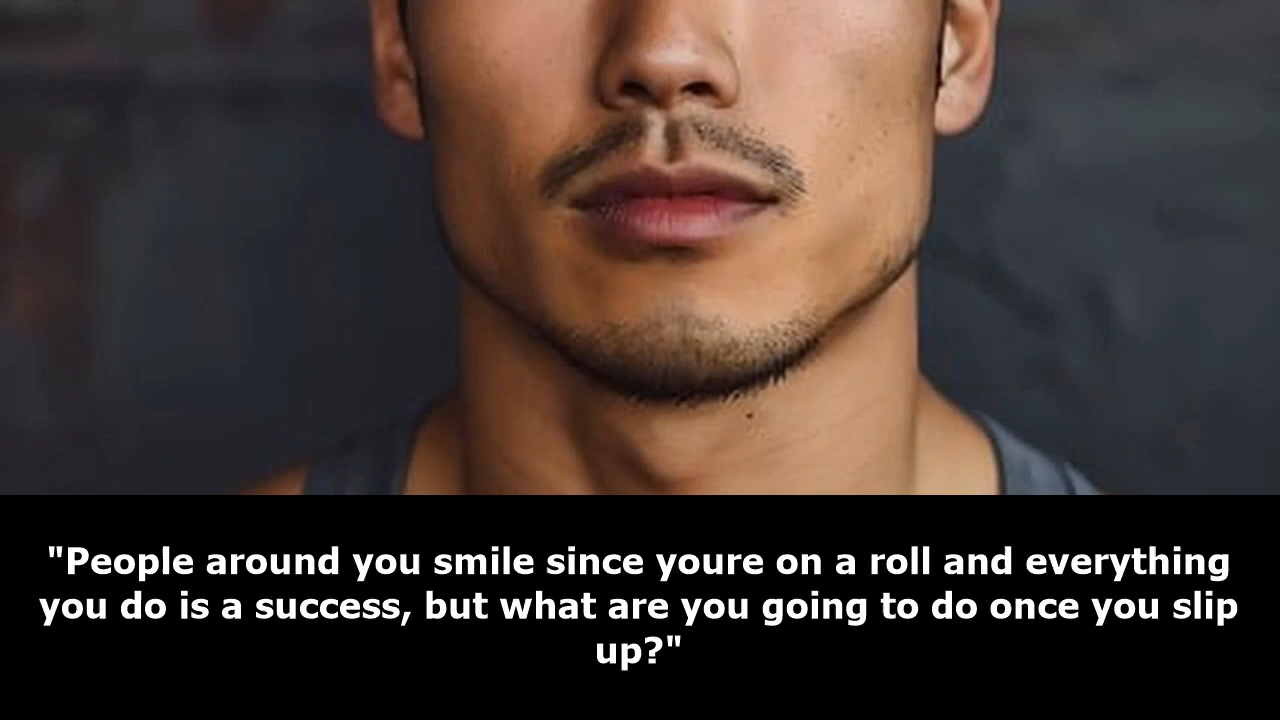 "People around you smile since youre on a roll and everything
you do is a success, but what are you going to do once you slip
up?"